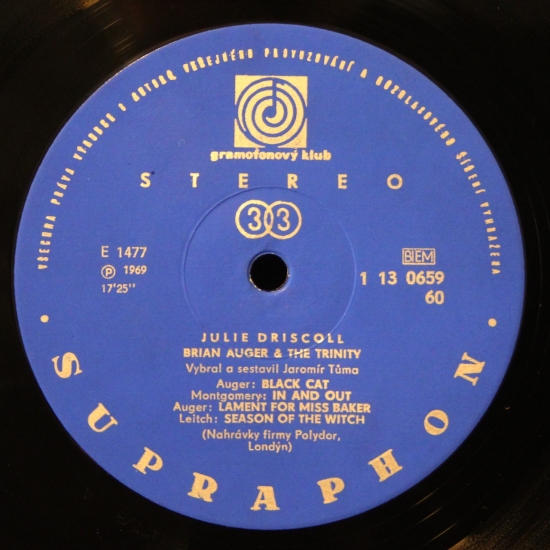 VŠECHNA PRÁVA VÝROBCE I AUTORA VEŘEJNÉHO PROVOZOVÁNÍ A ROZHLASOVÉHO ŠÍŘENÍ VYHRAŽENA
gramofonový klub
STEREO
33
E 1477
BIEM
Ⓟ 1969
1 13 0659
17'25''
60
JULIE DRISCOLL
BRIAN AUGER & THE TRINITY
Vybral a sestavil Jaromír Tůma
Auger: BLACK CAT
Montgomery: IN AND OUT
Auger: LAMENT FOR MISS BAKER
Leitch: SEASON OF THE WITCH
(Nahrávky firmy Polydor,
Londýn)
• SUPRAPHON •